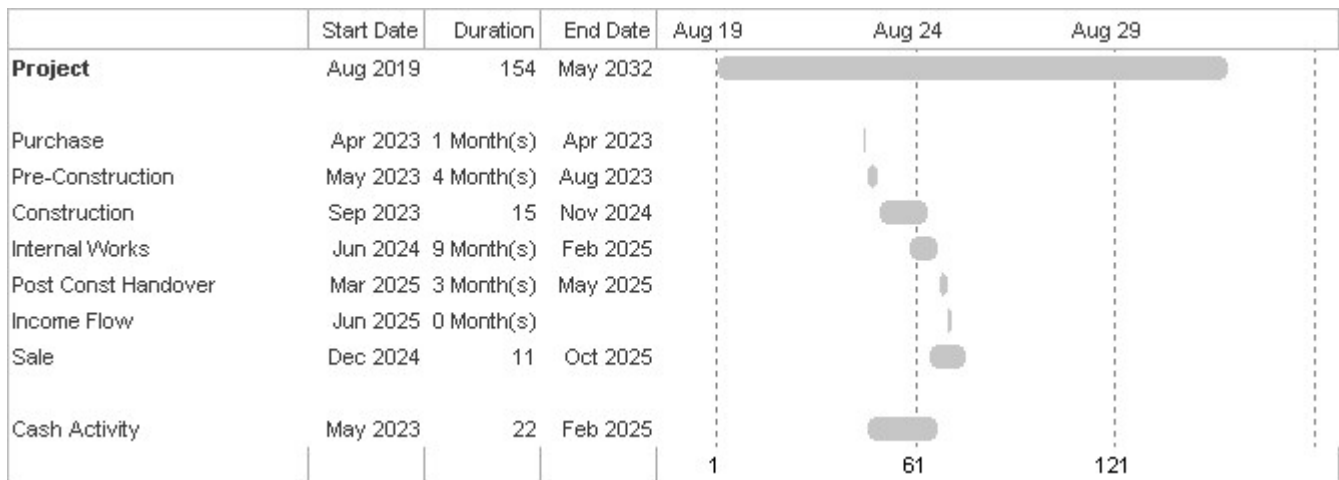 Start Date Duration End Date Aug 19 Aug 24 Aug 29
Project Aug 2019 154 May 2032
Purchase Apr 2023 1 Month(s) Apr 2023
Pre-Construction May 2023 4 Month(s) Aug 2023
Construction Sep 2023 15 Nov 2024
Internal Works Jun 2024 9 Month(s) Feb 2025
Post Const Handover Mar 2025 3 Month(s) May 2025
Income Flow Jun 2025 0 Month(s)
Sale Dec 2024 11 Oct 2025
Cash Activity May 2023 22 Feb 2025
1 61 121